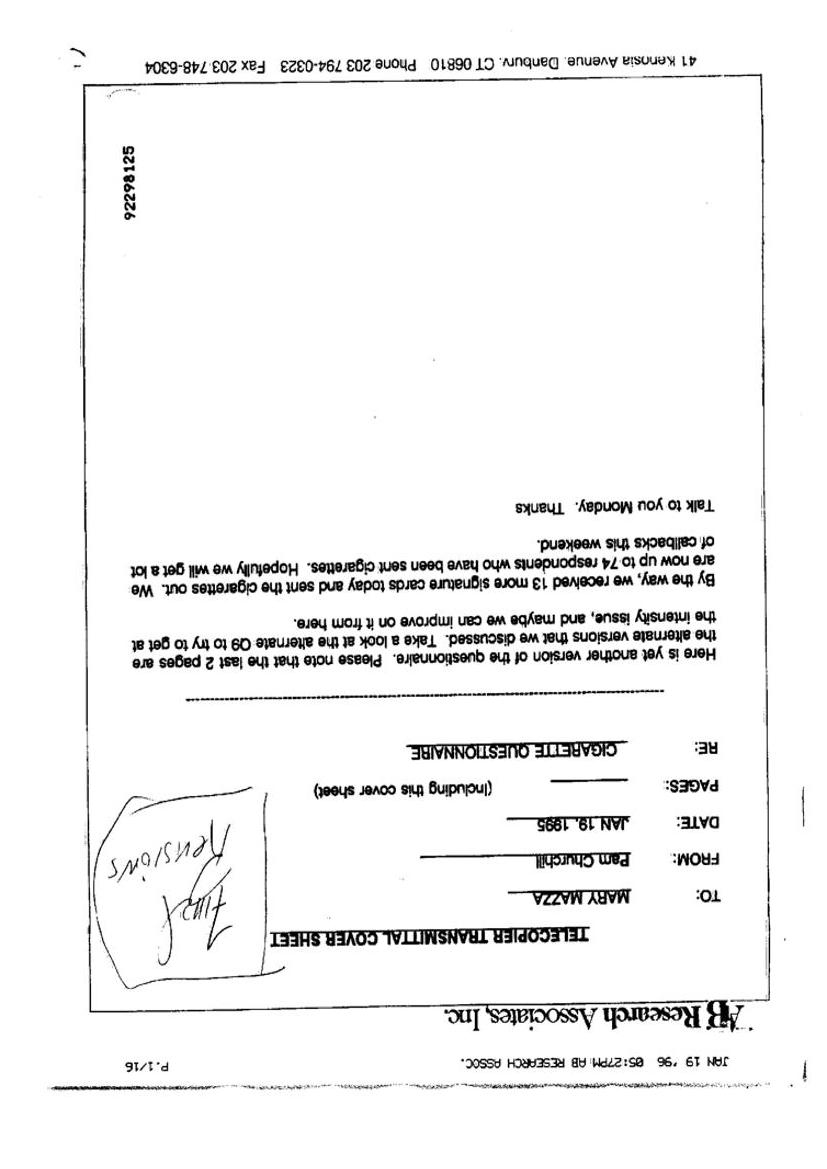 JAN 19 '96 05:27PM AB RESEARCH ASSOC. P.1/16
AB Research Associates, Inc.
TELECOPIER TRANSMITTAL COVER SHEET
Final
Revisions
TO: MARY MAZZA
FROM: Pam Churchill
DATE: JAN 19, 1995
PAGES: (Including this cover sheet)
RE: CIGARETTE QUESTIONNAIRE
Here is yet another version of the questionnaire. Please note that the last 2 pages are
the alternate versions that we discussed. Take a look at the alternate Q9 to try to get at
the intensity issue, and maybe we can improve on it from here.
By the way, we received 13 more signature cards today and sent the cigarettes out. We
are now up to 74 respondents who have been sent cigarettes. Hopefully we will get a lot
of callbacks this weekend.
Talk to you Monday. Thanks
92298125
41 Kenosia Avenue, Danbury, CT 06810 Phone 203 794-0323 Fax 203 748-6304